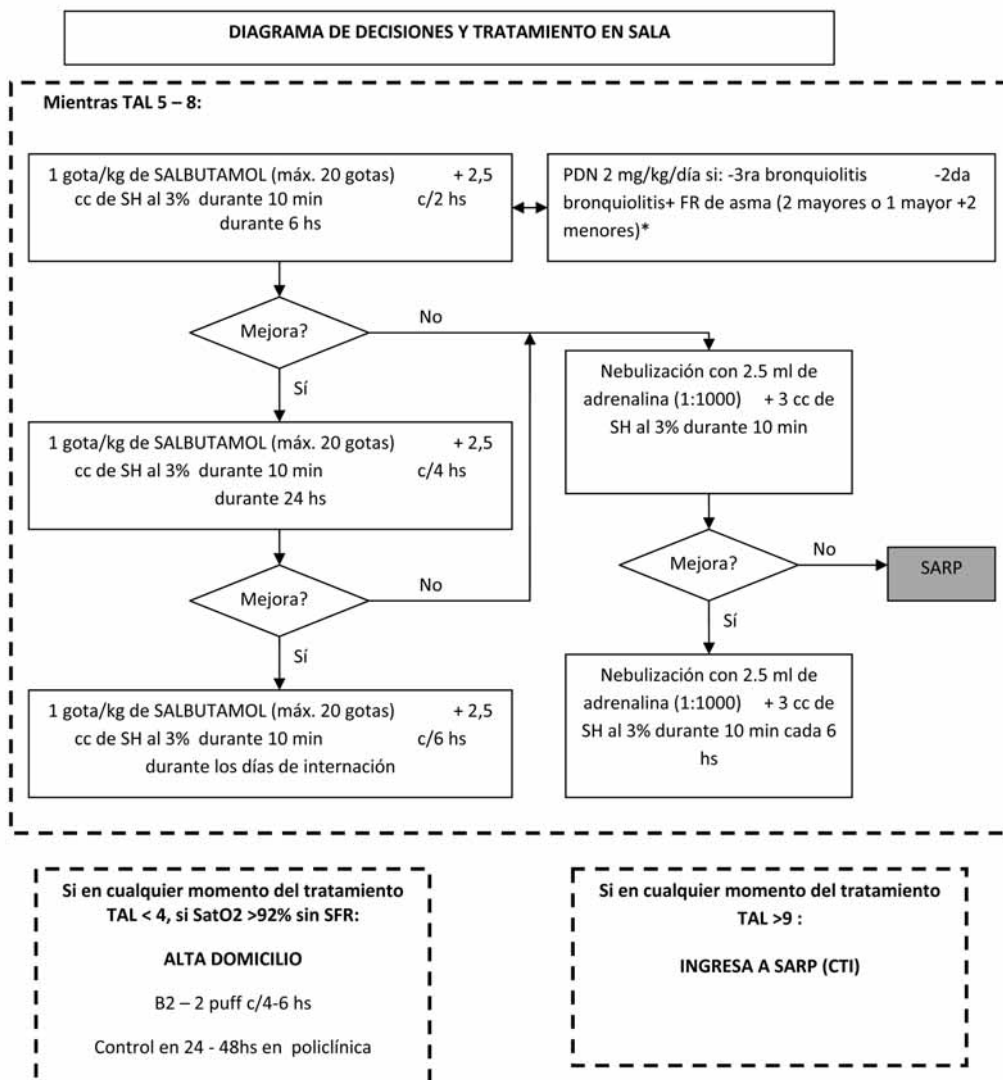 DIAGRAMA DE DECISIONES Y TRATAMIENTO EN SALA
Mientras TAL 5 – 8:
1 gota/kg de SALBUTAMOL (máx. 20 gotas) + 2,5
cc de SH al 3% durante 10 min c/2 hs
durante 6 hs
PDN 2 mg/kg/día si: -3ra bronquiolitis -2da
bronquiolitis+ FR de asma (2 mayores o 1 mayor +2
menores)*
Mejora?
No
Sí
Nebulización con 2.5 ml de
adrenalina (1:1000) + 3 cc de
SH al 3% durante 10 min
1 gota/kg de SALBUTAMOL (máx. 20 gotas) + 2,5
cc de SH al 3% durante 10 min c/4 hs
durante 24 hs
Mejora?
No
SARP
Sí
Mejora?
No
Sí
Nebulización con 2.5 ml de
adrenalina (1:1000) + 3 cc de
SH al 3% durante 10 min cada 6
hs
1 gota/kg de SALBUTAMOL (máx. 20 gotas) + 2,5
cc de SH al 3% durante 10 min c/6 hs
durante los días de internación
Si en cualquier momento del tratamiento
TAL < 4, si SatO2 >92% sin SFR:
ALTA DOMICILIO
B2 – 2 puff c/4-6 hs
Control en 24 - 48hs en policlínica
Si en cualquier momento del tratamiento
TAL >9 :
INGRESA A SARP (CTI)